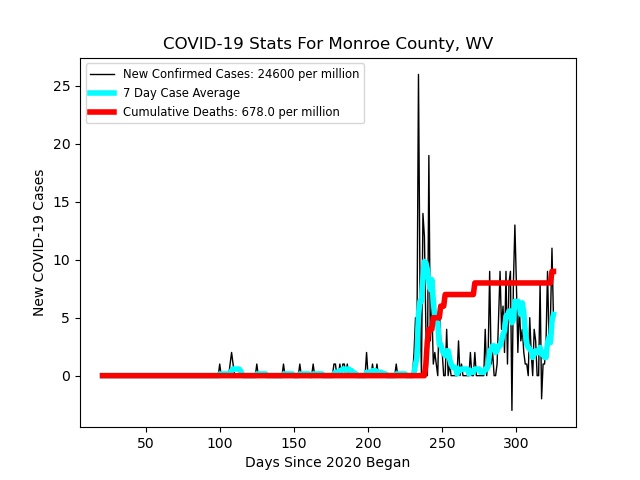 COVID-19 Stats For Monroe County, WV
New Confirmed Cases: 24600 per million
7 Day Case Average
Cumulative Deaths: 678.0 per million
25
20
15
10
5
0
New COVID-19 Cases
50 100 150 200 250 300
Days Since 2020 Began